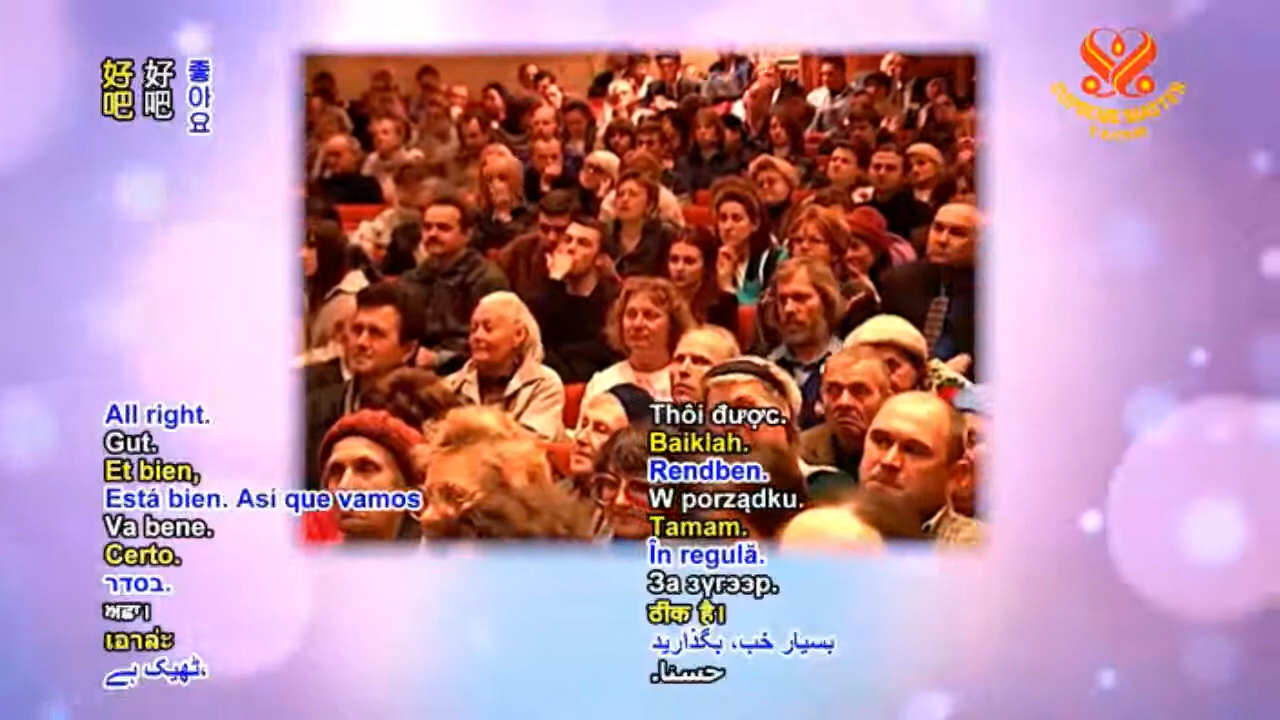 好吧
好吧
좋아요
SUPREME MASTER
All right.
Gut.
Et bien,
Está bien. Así que vamos
Va bene.
Certo.
בסדר.
ਅਛਾ।
เอาล่ะ
ٹھیک ہے،
Thôi được.
Baiklah.
Rendben.
W porządku.
Tamam.
În regulă.
За зүгээр.
ठीक है।
بسیار خب، بگذارید
حسنا.